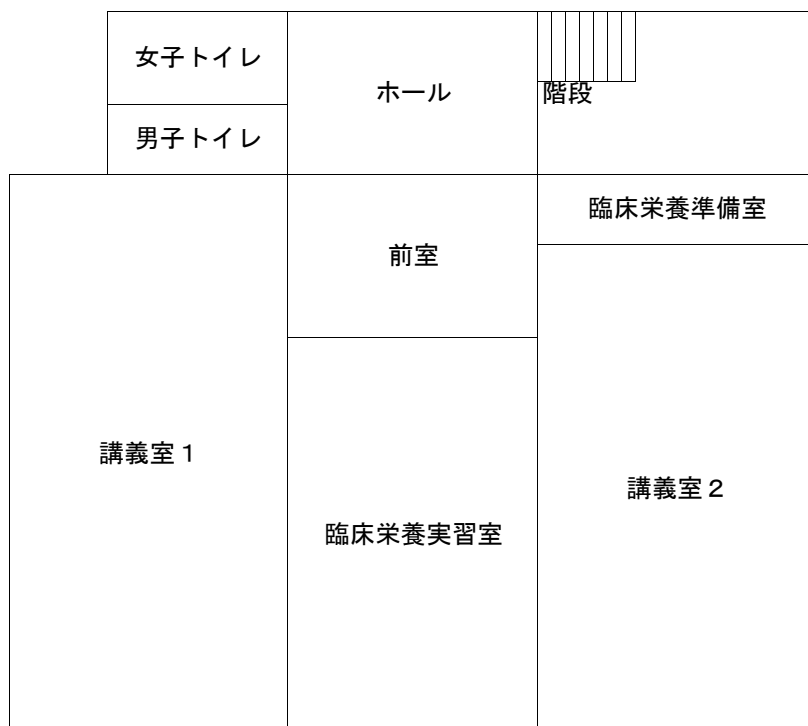 女子トイレ
ホール
階段
男子トイレ
臨床栄養準備室
前室
講義室１
講義室２
臨床栄養実習室